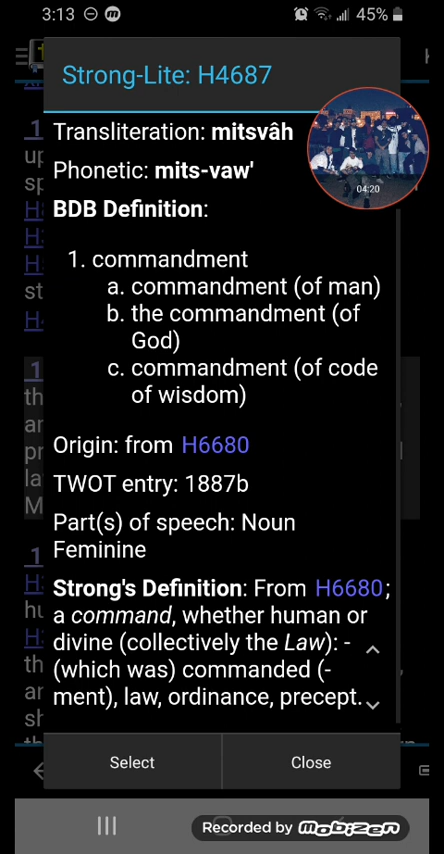 3:13
45%
Strong-Lite: H4687
Transliteration: mitsvâh
Phonetic: mits-vaw'
04:20
BDB Definition:
1. commandment
a. commandment (of man)
b. the commandment (of
God)
c. commandment (of code
of wisdom)
Origin: from H6680
TWOT entry: 1887b
Part(s) of speech: Noun
Feminine
Strong's Definition: From H6680;
a command, whether human or
divine (collectively the Law): -
(which was) commanded (-
ment), law, ordinance, precept.
Select
Close
Recorded by Mobizen